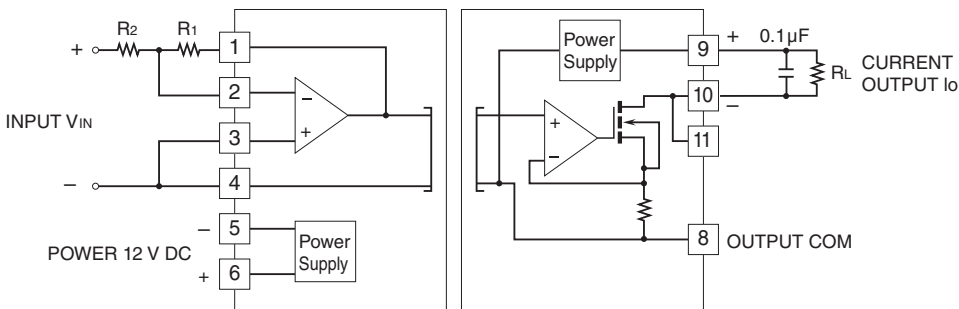 R2 R1
+
1
2
−
INPUT VIN
3
+
−
4
−
5
POWER 12 V DC
+
6
Power
Supply
Power
Supply
9
+
0.1µF
RL
CURRENT
OUTPUT Io
10
−
11
+
−
8
OUTPUT COM